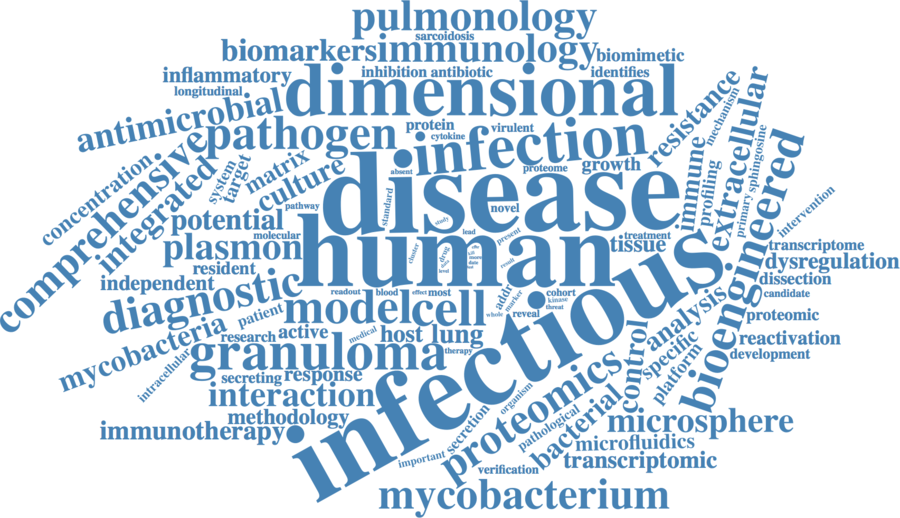 pulmonology
sarcoidosis
biomarkers
immunology
biomimetic
inflammatory
inhibition
antibiotic
identifies
longitudinal
dimensional
antimicrobial
pathogen
protein
cytokine
virulent
infection
resistance
mechanism
extracellular
comprehensive
concentration
integrated
system
target
matrix
culture
absent
proteome
growth
immune
profiling
primary
sphingosine
bioengineered
intervention
disease
standard
study
novel
pathway
potential
molecular
plasmon
human
cluster
drug
lead
present
result
level
treatment
tissue
transcriptome
dysregulation
dissection
candidate
resident
independent
diagnostic
readout
blood
effect
most
addr
marker
whole
cohort
kinase
threat
reveal
infectious
proteomic
reactivation
development
mycobacteria
patient
model
cell
research
active
medical
host
lung
therapy
granuloma
intracellular
secreting
response
interaction
methodology
immunotherapy
control
analysis
specific
platform
proteomics
organism
pathological
secretion
important
bacterial
microsphere
microfluidics
transcriptomic
verification
mycobacterium